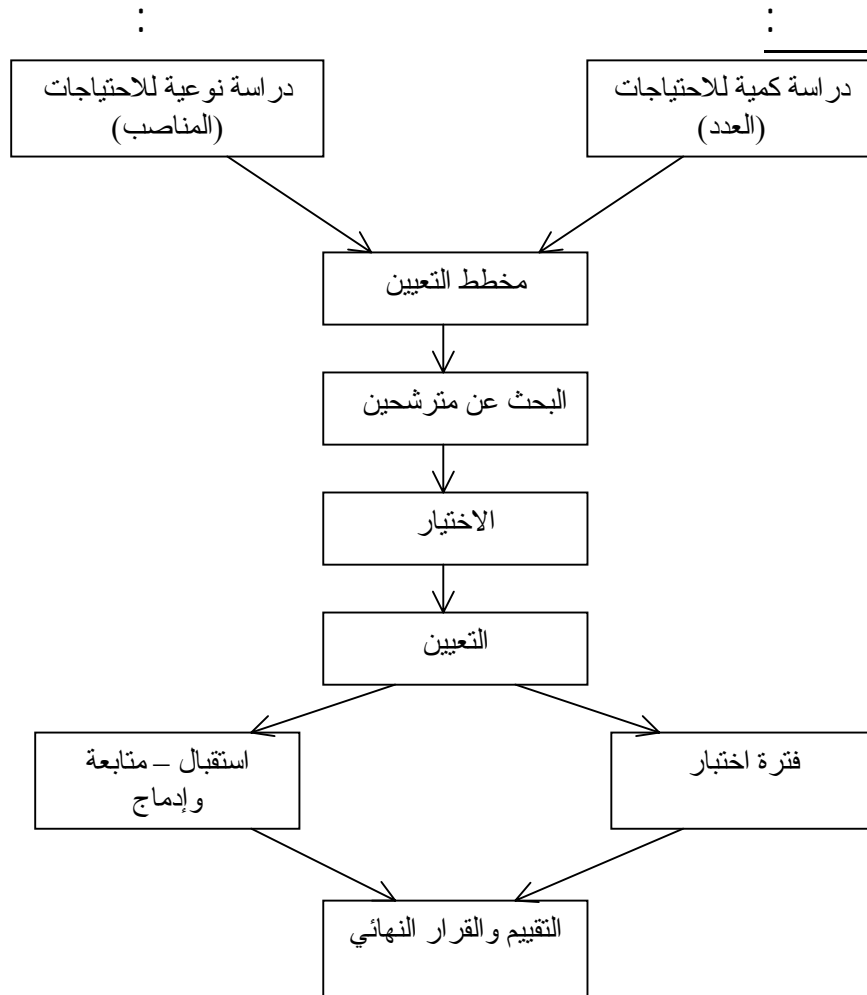 : :
دراسة كمية للاحتياجات
(العدد)
دراسة نوعية للاحتياجات
(المناصب)
مخطط التعيين
البحث عن مترشحين
الاختيار
التعيين
فترة اختبار
استقبال – متابعة
وإدماج
التقييم والقرار النهائي